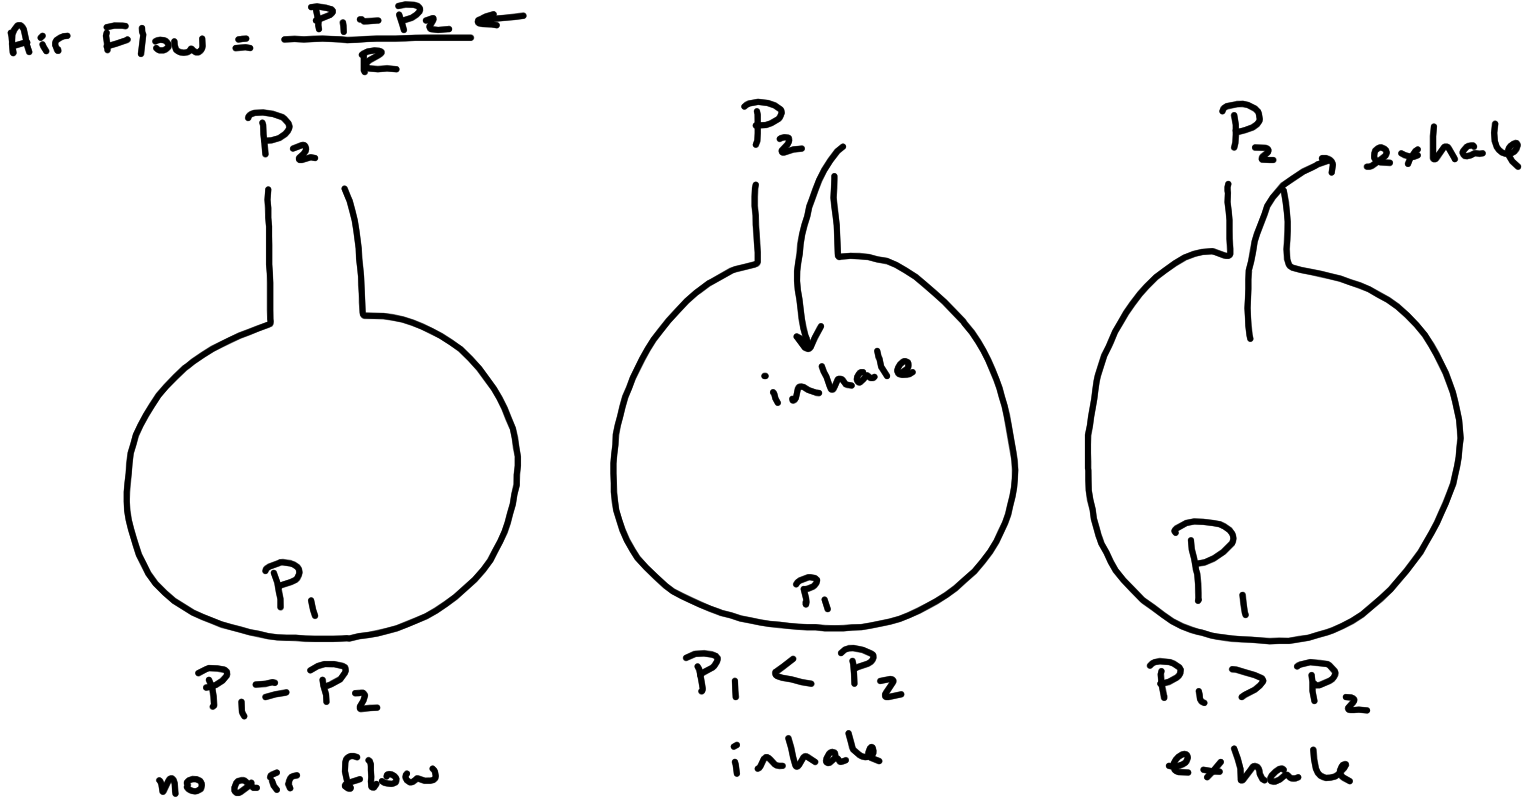 Air Flow = P₁ - P₂ / R ←
P₂
P₂
P₂
exhale
inhale
P₁
P₁
P₁
P₁ = P₂
P₁ < P₂
P₁ > P₂
no air flow
inhale
exhale